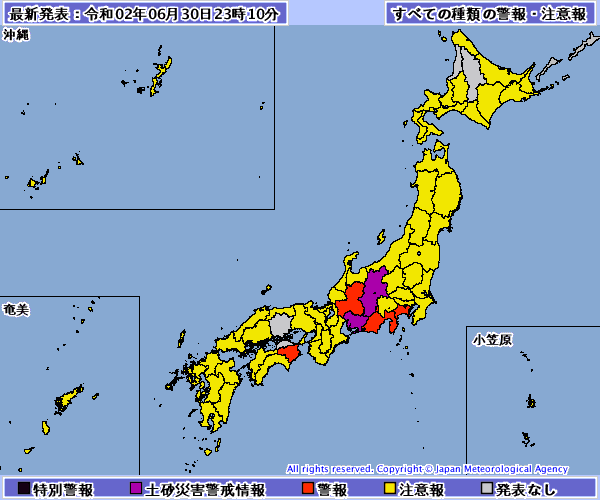 最新発表：令和02年06月30日23時10分
すべての種類の警報・注意報
沖縄
奄美
小笠原
All rights reserved. Copyright © Japan Meteorological Agency
特別警報 土砂災害警戒情報 警報 注意報 発表なし